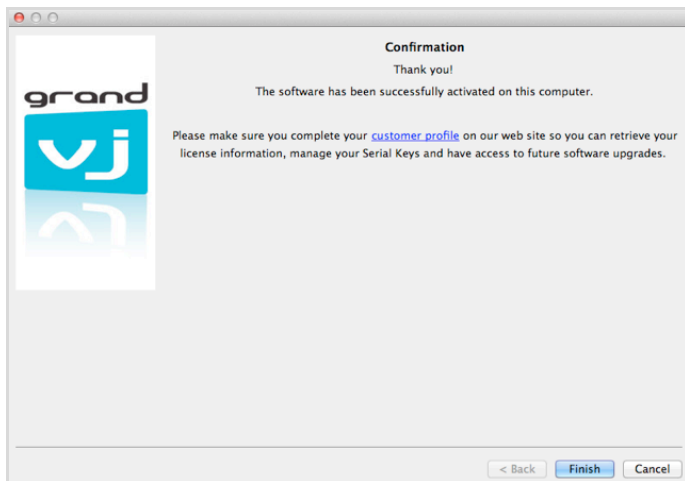 Confirmation
Thank you!
The software has been successfully activated on this computer.
grand
vj
Please make sure you complete your customer profile on our web site so you can retrieve your
license information, manage your Serial Keys and have access to future software upgrades.
< Back
Finish
Cancel